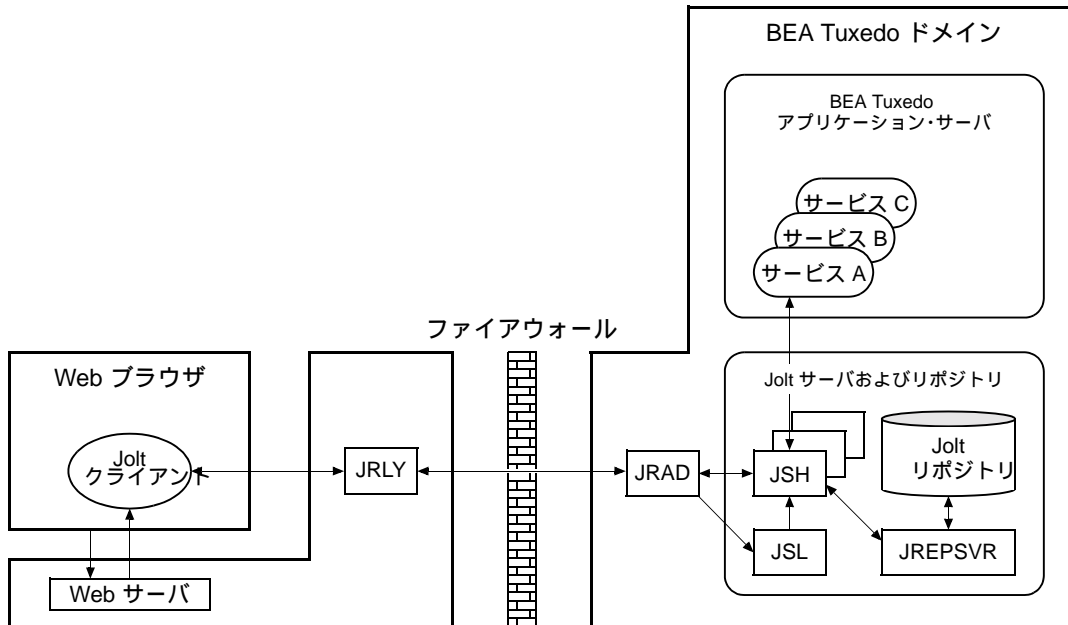 BEA Tuxedo ドメイン
BEA Tuxedo
アプリケーション・サーバ
サービス C
サービス B
サービス A
ファイアウォール
Web ブラウザ
Jolt
クライアント
JRLY
JRAD
Jolt サーバおよびリポジトリ
JSH
Jolt
リポジトリ
JSL
JREPSVR
Web サーバ